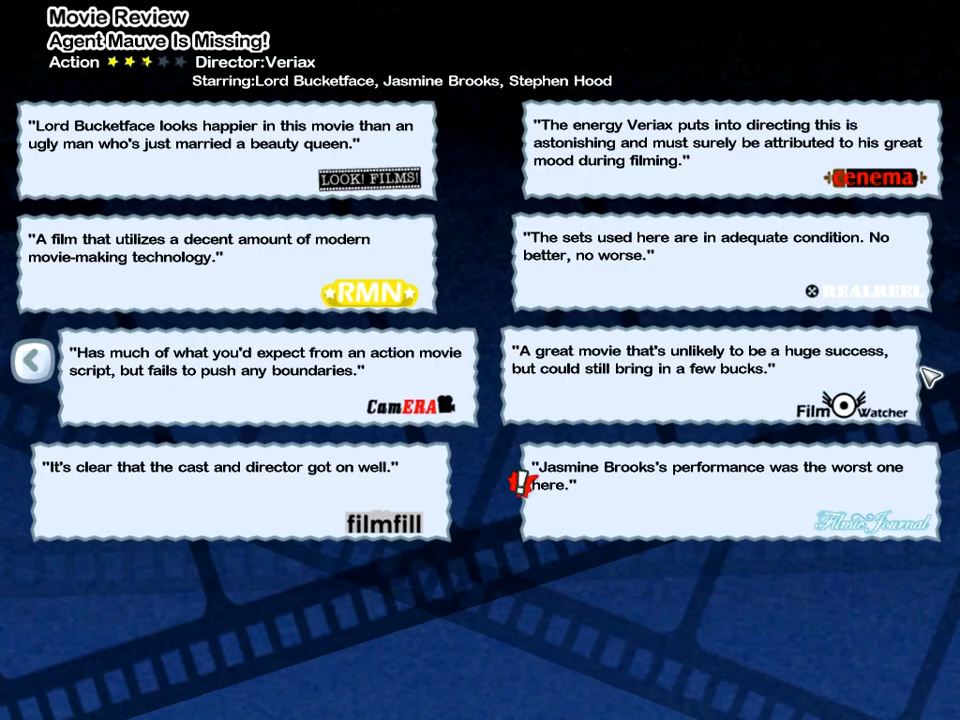 Movie Review
Agent Mauve Is Missing!
Action Director:Veriax
Starring:Lord Bucketface, Jasmine Brooks, Stephen Hood
"Lord Bucketface looks happier in this movie than an
ugly man who's just married a beauty queen."
LOOK! FILMS!
"The energy Veriax puts into directing this is
astonishing and must surely be attributed to his great
mood during filming."
Cenema
"A film that utilizes a decent amount of modern
movie-making technology."
RMN
"The sets used here are in adequate condition. No
better, no worse."
REALREEL
"Has much of what you'd expect from an action movie
script, but fails to push any boundaries."
CamERA
"A great movie that's unlikely to be a huge success,
but could still bring in a few bucks."
Film Watcher
"It's clear that the cast and director got on well."
filmfill
"Jasmine Brooks's performance was the worst one
here."
Filmic Journal